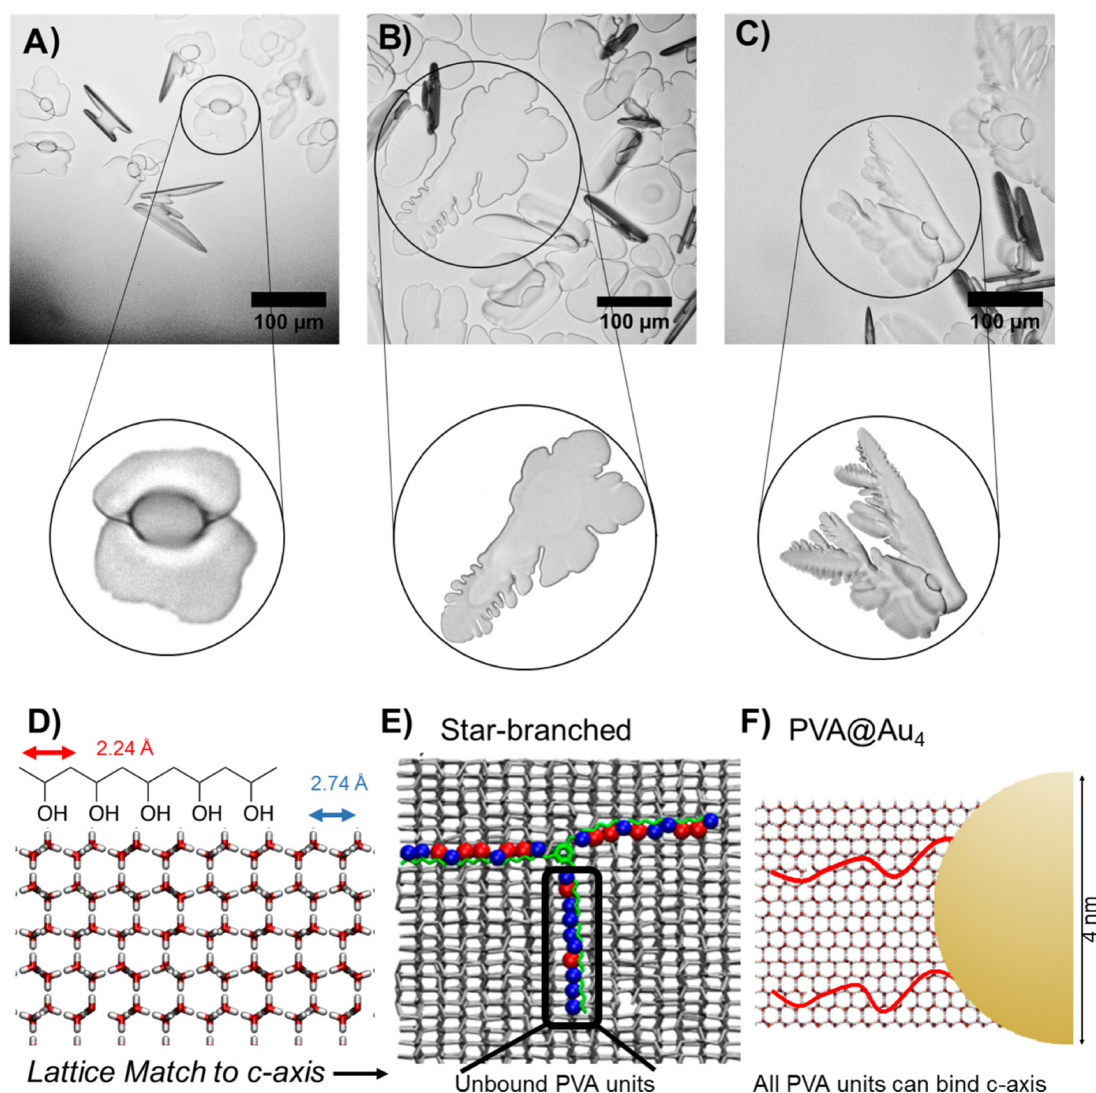 A)
B)
C)
100 μm
100 μm
100 μm
D)
2.24 Å
2.74 Å
OH OH OH OH OH
Lattice Match to c-axis
E) Star-branched
Unbound PVA units
F) PVA@Au₄
4 nm
All PVA units can bind c-axis